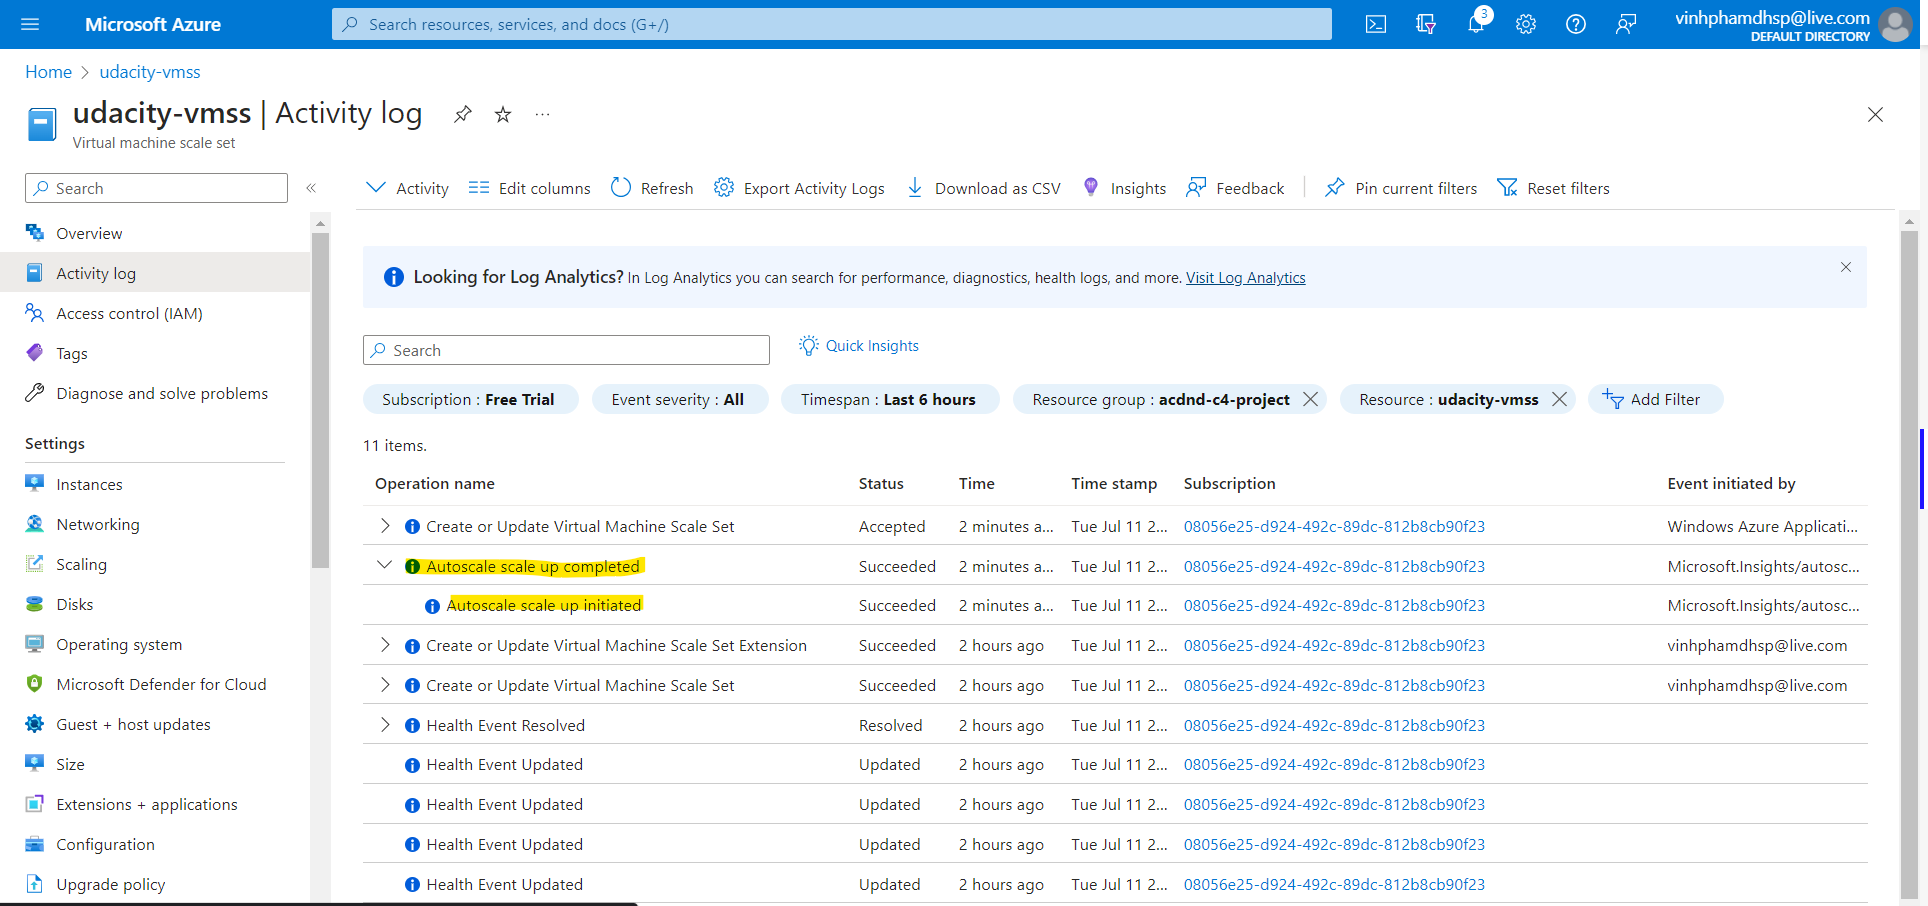 Microsoft Azure
Search resources, services, and docs (G+/)
3
vinhphamdhsp@live.com
DEFAULT DIRECTORY
Home > udacity-vmss
udacity-vmss | Activity log
Virtual machine scale set
Search
Activity Edit columns Refresh Export Activity Logs Download as CSV Insights Feedback Pin current filters Reset filters
Overview
Activity log
Access control (IAM)
Tags
Diagnose and solve problems
Settings
Instances
Networking
Scaling
Disks
Operating system
Microsoft Defender for Cloud
Guest + host updates
Size
Extensions + applications
Configuration
Upgrade policy
Looking for Log Analytics? In Log Analytics you can search for performance, diagnostics, health logs, and more. Visit Log Analytics
Search
Quick Insights
Subscription : Free Trial Event severity : All Timespan : Last 6 hours Resource group : acdnd-c4-project Resource : udacity-vmss Add Filter
11 items.
Operation name Status Time Time stamp Subscription Event initiated by
Create or Update Virtual Machine Scale Set Accepted 2 minutes a... Tue Jul 11 2... 08056e25-d924-492c-89dc-812b8cb90f23 Windows Azure Applicati...
Autoscale scale up completed Succeeded 2 minutes a... Tue Jul 11 2... 08056e25-d924-492c-89dc-812b8cb90f23 Microsoft.Insights/autosc...
Autoscale scale up initiated Succeeded 2 minutes a... Tue Jul 11 2... 08056e25-d924-492c-89dc-812b8cb90f23 Microsoft.Insights/autosc...
Create or Update Virtual Machine Scale Set Extension Succeeded 2 hours ago Tue Jul 11 2... 08056e25-d924-492c-89dc-812b8cb90f23 vinhphamdhsp@live.com
Create or Update Virtual Machine Scale Set Succeeded 2 hours ago Tue Jul 11 2... 08056e25-d924-492c-89dc-812b8cb90f23 vinhphamdhsp@live.com
Health Event Resolved Resolved 2 hours ago Tue Jul 11 2... 08056e25-d924-492c-89dc-812b8cb90f23
Health Event Updated Updated 2 hours ago Tue Jul 11 2... 08056e25-d924-492c-89dc-812b8cb90f23
Health Event Updated Updated 2 hours ago Tue Jul 11 2... 08056e25-d924-492c-89dc-812b8cb90f23
Health Event Updated Updated 2 hours ago Tue Jul 11 2... 08056e25-d924-492c-89dc-812b8cb90f23
Health Event Updated Updated 2 hours ago Tue Jul 11 2... 08056e25-d924-492c-89dc-812b8cb90f23